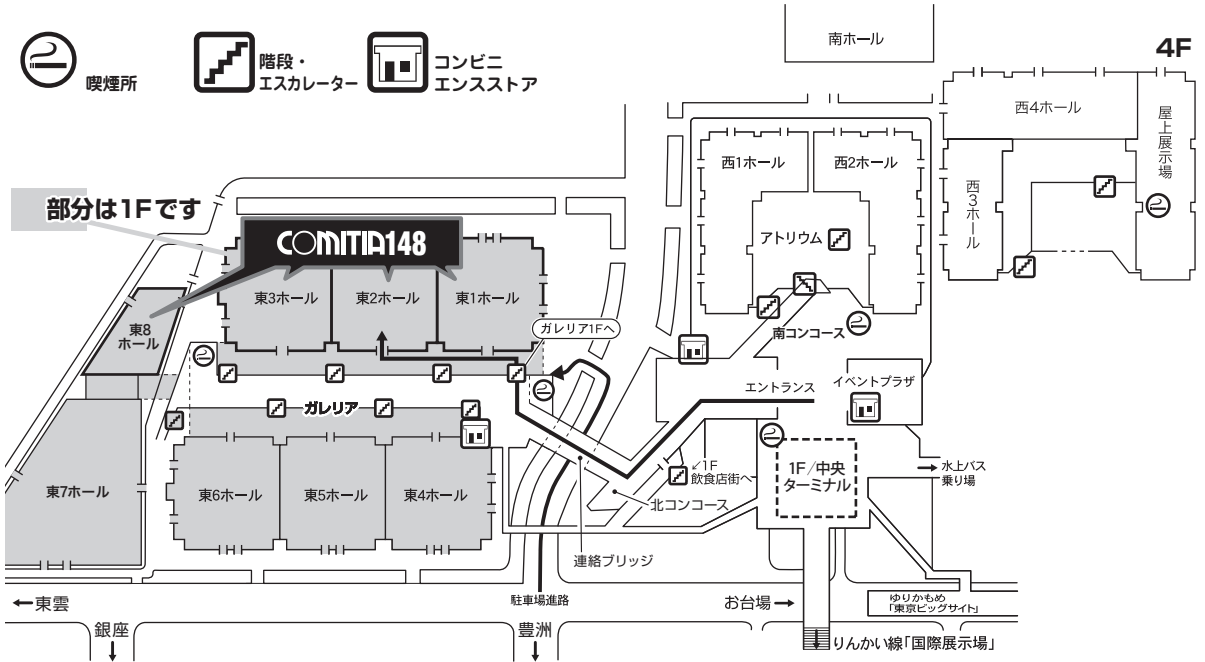 喫煙所
階段・
エスカレーター
コンビニ
エンスストア
南ホール
4F
西4ホール
屋上展示場
西3ホール
西1ホール
西2ホール
アトリウム
南コンコース
部分は1Fです
COMITIA148
東3ホール
東2ホール
東1ホール
東8
ホール
ガレリア1Fへ
エントランス
イベントプラザ
ガレリア
東7ホール
東6ホール
東5ホール
東4ホール
↙1F
飲食店街へ
1F/中央
ターミナル
→水上バス
乗り場
北コンコース
連絡ブリッジ
駐車場進路
←東雲
銀座
↓
豊洲
↓
お台場→
ゆりかもめ
「東京ビッグサイト」
↓りんかい線「国際展示場」